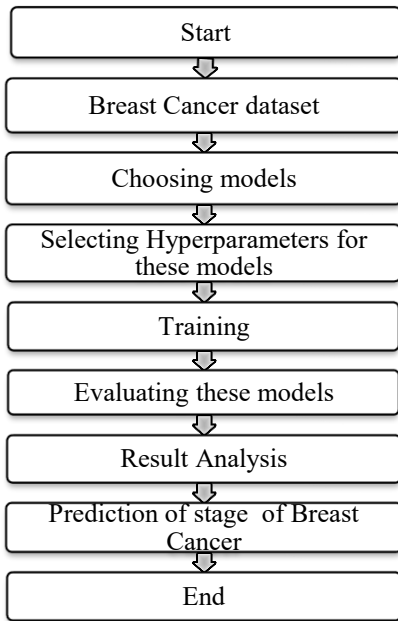 Start
Breast Cancer dataset
Choosing models
Selecting Hyperparameters for
these models
Training
Evaluating these models
Result Analysis
Prediction of stage of Breast
Cancer
End